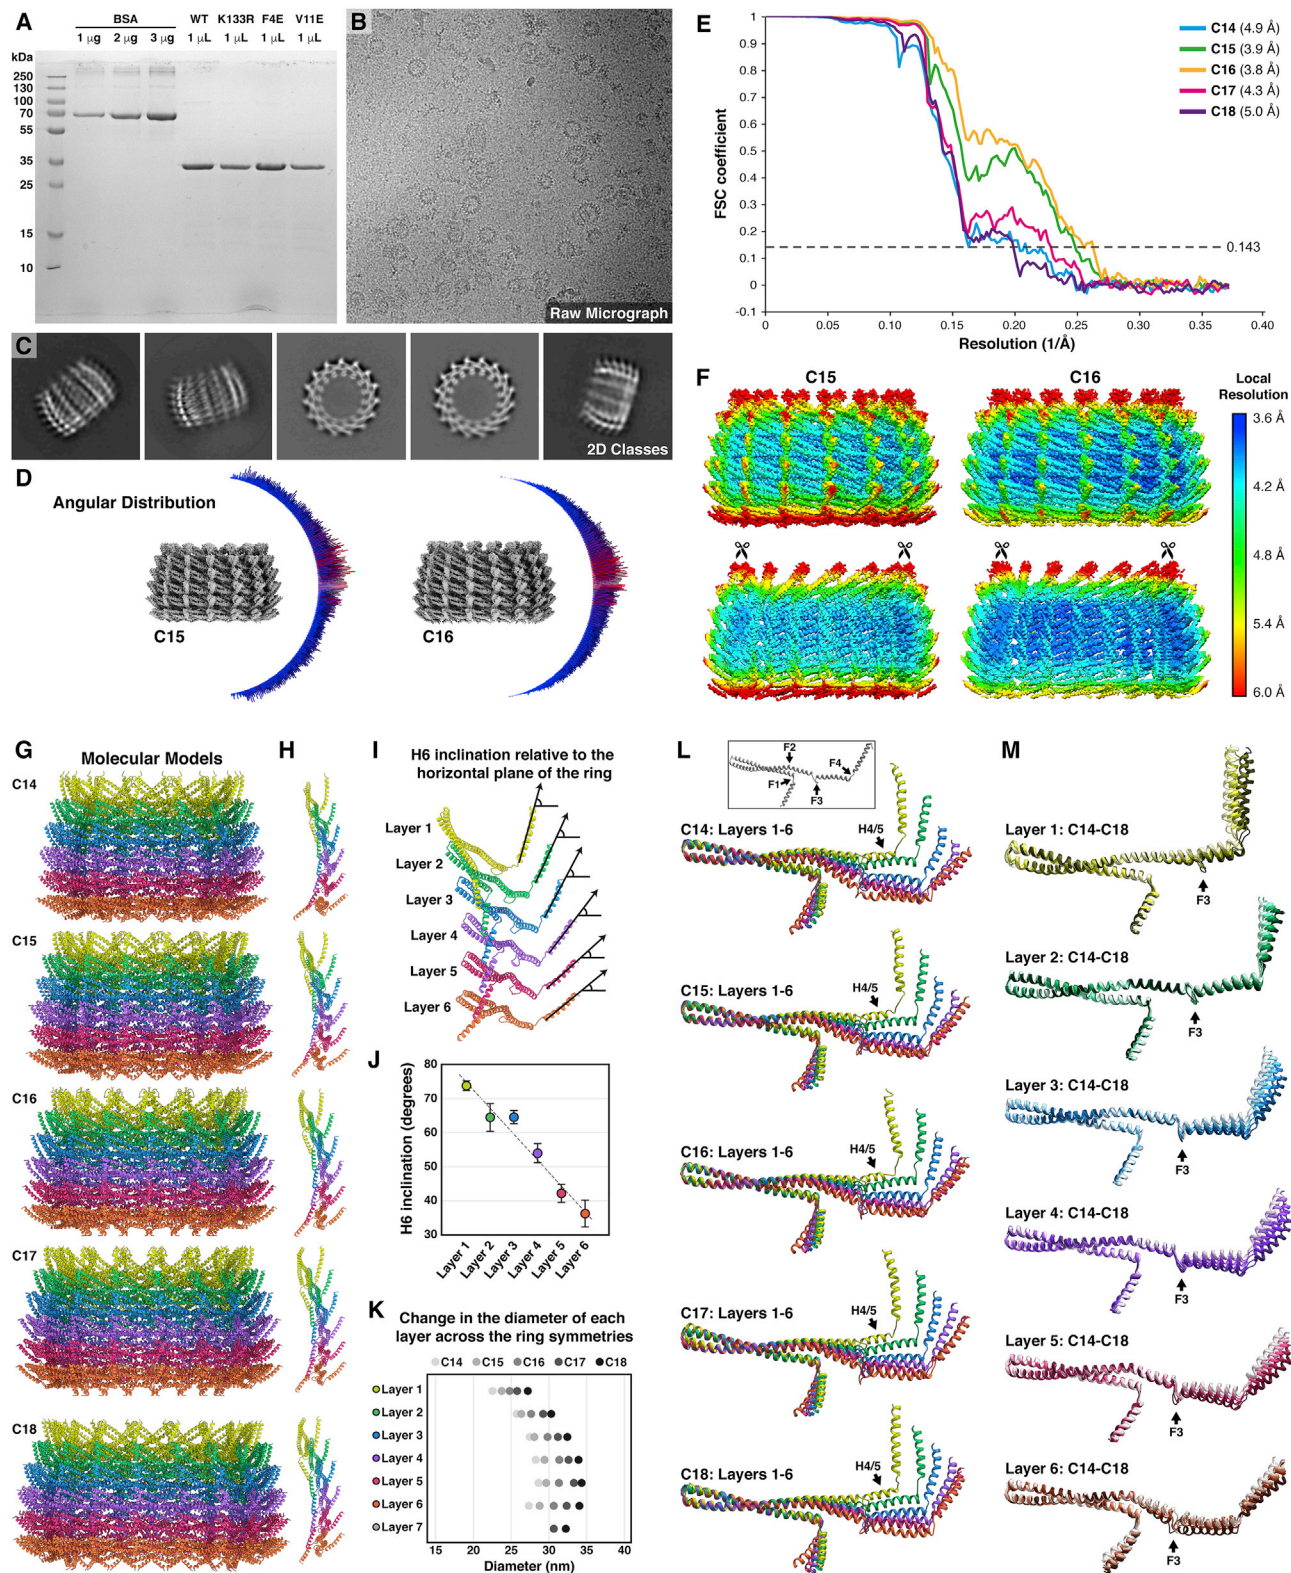 A
BSA
WT K133R F4E V11E
1 µg 2 µg 3 µg 1 µL 1 µL 1 µL 1 µL
kDa
250
130
100
70
55
35
25
15
10
B
Raw Micrograph
C
2D Classes
D
Angular Distribution
C15
C16
E
C14 (4.9 Å)
C15 (3.9 Å)
C16 (3.8 Å)
C17 (4.3 Å)
C18 (5.0 Å)
FSC coefficient
1
0.9
0.8
0.7
0.6
0.5
0.4
0.3
0.2
0.1
0
-0.1
0.143
0 0.05 0.10 0.15 0.20 0.25 0.30 0.35 0.40
Resolution (1/Å)
F
C15
C16
Local
Resolution
3.6 Å
4.2 Å
4.8 Å
5.4 Å
6.0 Å
G
Molecular Models
C14
C15
C16
C17
C18
H
I
H6 inclination relative to the
horizontal plane of the ring
Layer 1
Layer 2
Layer 3
Layer 4
Layer 5
Layer 6
J
H6 inclination (degrees)
80
70
60
50
40
30
Layer 1
Layer 2
Layer 3
Layer 4
Layer 5
Layer 6
K
Change in the diameter of each
layer across the ring symmetries
C14 C15 C16 C17 C18
Layer 1
Layer 2
Layer 3
Layer 4
Layer 5
Layer 6
Layer 7
15 20 25 30 35 40
Diameter (nm)
L
F2
F4
F1
F3
C14: Layers 1-6
H4/5
C15: Layers 1-6
H4/5
C16: Layers 1-6
H4/5
C17: Layers 1-6
H4/5
C18: Layers 1-6
H4/5
M
Layer 1: C14-C18
F3
Layer 2: C14-C18
F3
Layer 3: C14-C18
F3
Layer 4: C14-C18
F3
Layer 5: C14-C18
F3
Layer 6: C14-C18
F3